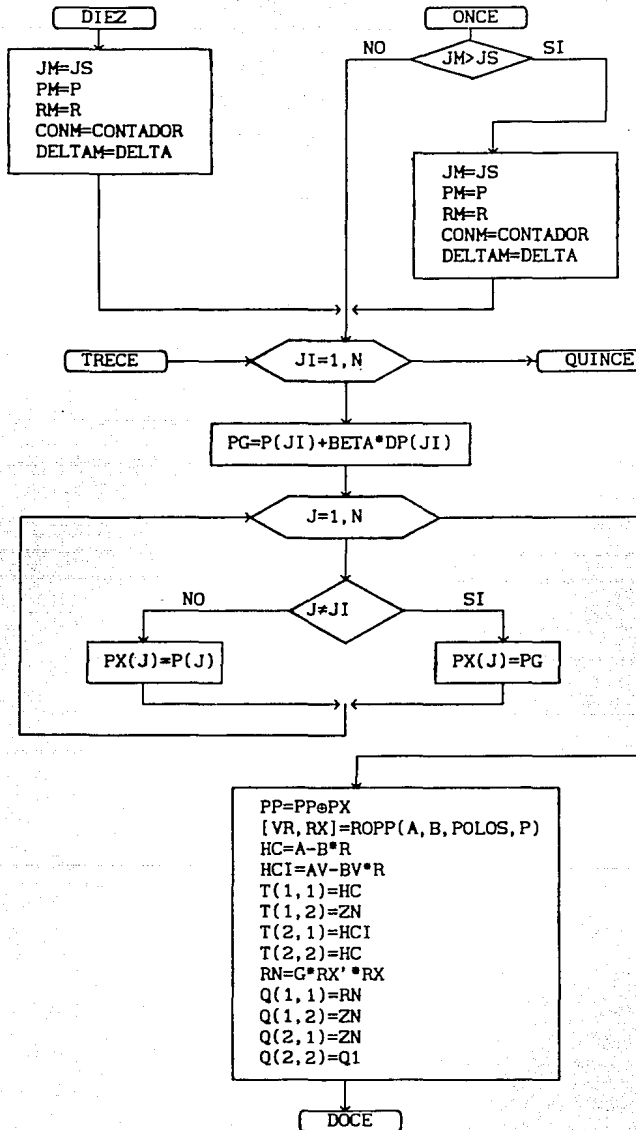 DIEZ
ONCE
NO
JM>JS
SI
JM=JS
PM=P
RM=R
CONM=CONTADOR
DELTAM=DELTA
JM=JS
PM=P
RM=R
CONM=CONTADOR
DELTAM=DELTA
TRECE
JI=1,N
QUINCE
PG=P(JI)+BETA*DP(JI)
J=1,N
NO
J≠JI
SI
PX(J)=P(J)
PX(J)=PG
PP=PP⊕PX
[VR,RX]=ROPP(A,B,POLOS,P)
HC=A-B*R
HCI=AV-BV*R
T(1,1)=HC
T(1,2)=ZN
T(2,1)=HCI
T(2,2)=HC
RN=G*RX'*RX
Q(1,1)=RN
Q(1,2)=ZN
Q(2,1)=ZN
Q(2,2)=Q1
DOCE